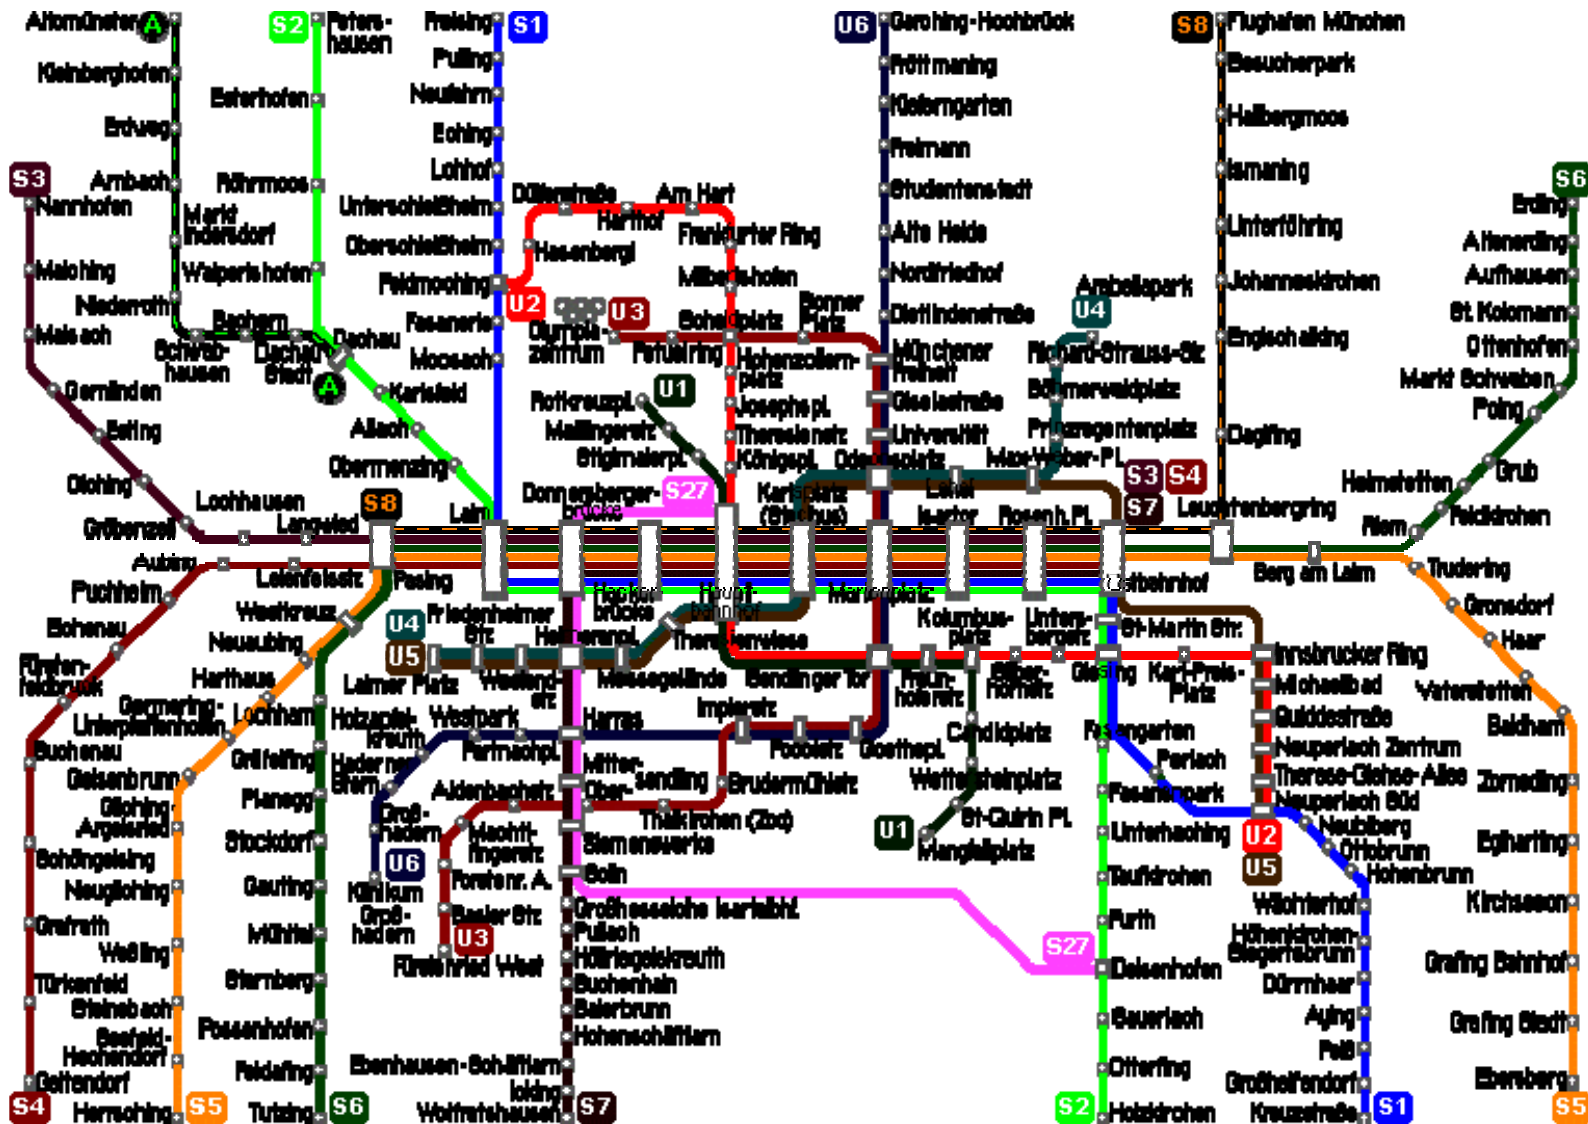 Altomünster
A
S2
Peters-
hausen
Freising
S1
U6
Garching-Hochbrück
S8
Flughafen München
Kleinberghofen
Esterhofen
Pulling
Fröttmaning
Besucherpark
Neufahrn
Kieferngarten
Hallbergmoos
Erdweg
Eching
Freimann
Ismaning
S3
Arnbach
Röhrmoos
Lohhof
Studentenstadt
S6
Nannhofen
Markt
Indersdorf
Unterschleißheim
Dülferstraße
Harthof
Am Hart
Alte Heide
Unterföhring
Erding
Oberschleißheim
Hasenbergl
Frankfurter Ring
Altenerding
Malching
Walpertshofen
Feldmoching
Milbertshofen
Nordfriedhof
Johanneskirchen
Aufhausen
Niederroth
U2
Olympia-
zentrum
U3
Petuelring
Scheidplatz
Bonner
Platz
Dietlindenstraße
Arabellapark
U4
St. Koloman
Maisach
Schwab-
hausen
Bachern
Dachau
Stadt
Dachau
Fasanerie
Hohenzollern-
platz
Münchener
Freiheit
Richard-Strauss-Str.
Englschalking
Ottenhofen
A
Moosach
Gernlinden
Karlsfeld
Rotkreuzpl.
U1
Josephspl.
Giselastraße
Böhmerwaldplatz
Markt Schwaben
Esting
Allach
Maillingerstr.
Theresienstr.
Universität
Prinzregentenplatz
Daglfing
Poing
Olching
Obermenzing
Stiglmaierpl.
Königspl.
Odeonsplatz
Max-Weber-Pl.
S3
S4
Grub
Gröbenzell
Lochhausen
Langwied
S8
Laim
Donnersberger-
brücke
S27
Karlsplatz
(Stachus)
Lehel
Isartor
Rosenh. Pl.
S7
Leuchtenbergring
Heimstetten
Feldkirchen
Riem
Aubing
Leienfelsstr.
Pasing
Hacker-
brücke
Haupt-
bahnhof
Marienplatz
Ostbahnhof
Berg am Laim
Trudering
Puchheim
Westkreuz
Friedenheimer
Str.
Heimeranpl.
Theresienwiese
Kolumbus-
platz
Unters-
bergstr.
St-Martin Str.
Gronsdorf
Eichenau
Neuaubing
U4
U5
Laimer Platz
Westend-
str.
Messegelände
Sendlinger Tor
Fraun-
hoferstr.
Silber-
hornstr.
Giesing
Karl-Preis-
Platz
Innsbrucker Ring
Haar
Fürsten-
feldbruck
Harthaus
Michaelibad
Vaterstetten
Germering-
Unterpfaffenhofen
Lochham
Holzapfel-
kreuth
Westpark
Partnachpl.
Harras
Implerstr.
Poccistr.
Goethepl.
Candidplatz
Fasangarten
Quiddestraße
Baldham
Buchenau
Gräfelfing
Haderner
Stern
Mitter-
sendling
Ober-
Brudermühlstr.
Wettersteinplatz
Perlach
Neuperlach Zentrum
Geisenbrunn
Planegg
Aidenbachstr.
Thalkirchen (Zoo)
St-Quirin Pl.
Fasanenpark
Therese-Giehse-Allee
Zorneding
Gilching-
Argelsried
Groß-
hadern
Machtl-
fingerstr.
Siemenswerke
U1
Mangfallplatz
Unterhaching
Neuperlach Süd
Neubiberg
Schöngeising
Stockdorf
U6
Solln
U2
Ottobrunn
Eglharting
Neugilching
Gauting
Klinikum
Groß-
hadern
Forstenr. A.
Taufkirchen
U5
Hohenbrunn
Grafrath
Basler Str.
Großhesselohe Isartalbhf.
Furth
Wächterhof
Kirchseeon
Weßling
Mühltal
U3
Fürstenried West
Pullach
Höllriegelskreuth
S27
Deisenhofen
Höhenkirchen-
Siegertsbrunn
Grafing Bahnhof
Türkenfeld
Starnberg
Buchenhain
Dürrnhaar
Steinebach
Baierbrunn
Sauerlach
Aying
Grafing Stadt
Seefeld-
Hechendorf
Possenhofen
Hohenschäftlarn
Peiß
Geltendorf
Feldafing
Ebenhausen-Schäftlarn
Otterfing
Großhelfendorf
Ebersberg
S4
Herrsching
S5
Tutzing
S6
Icking
Wolfratshausen
S7
S2
Holzkirchen
Kreuzstraße
S1
S5